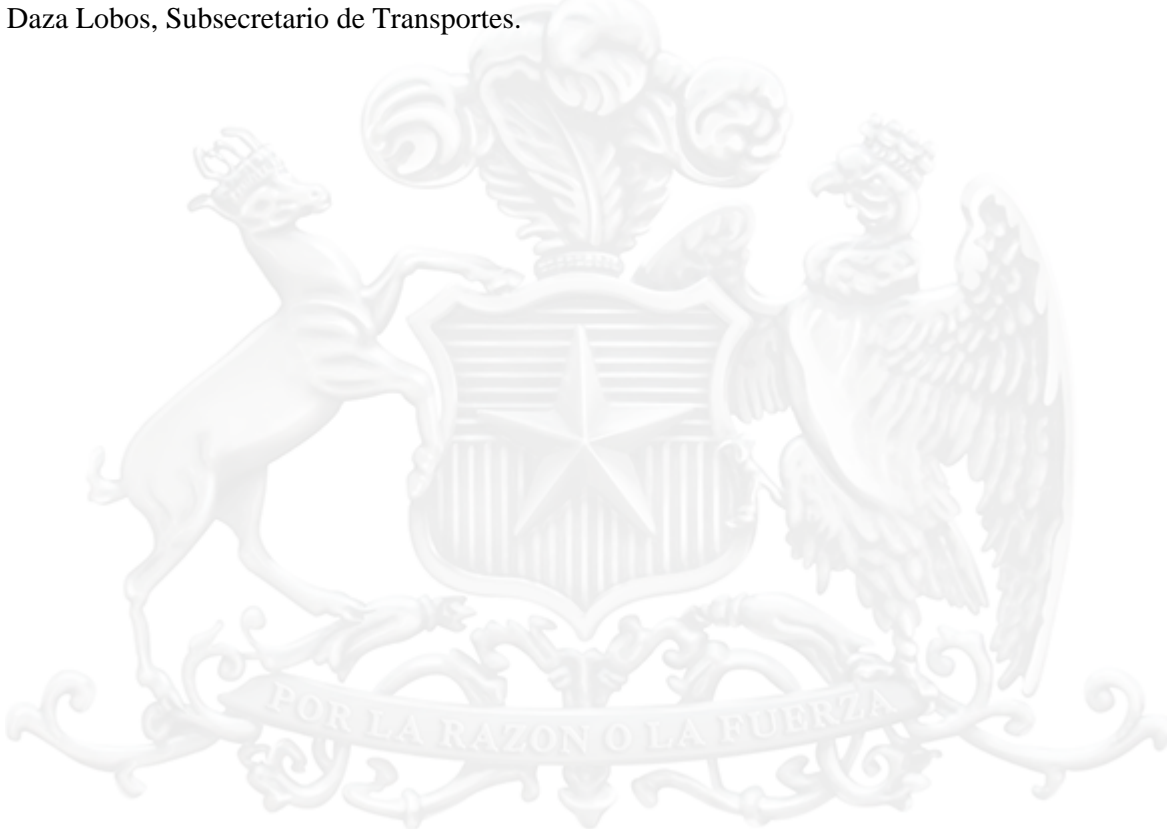 Daza Lobos, Subsecretario de Transportes.
POR LA RAZON O LA FUERZA